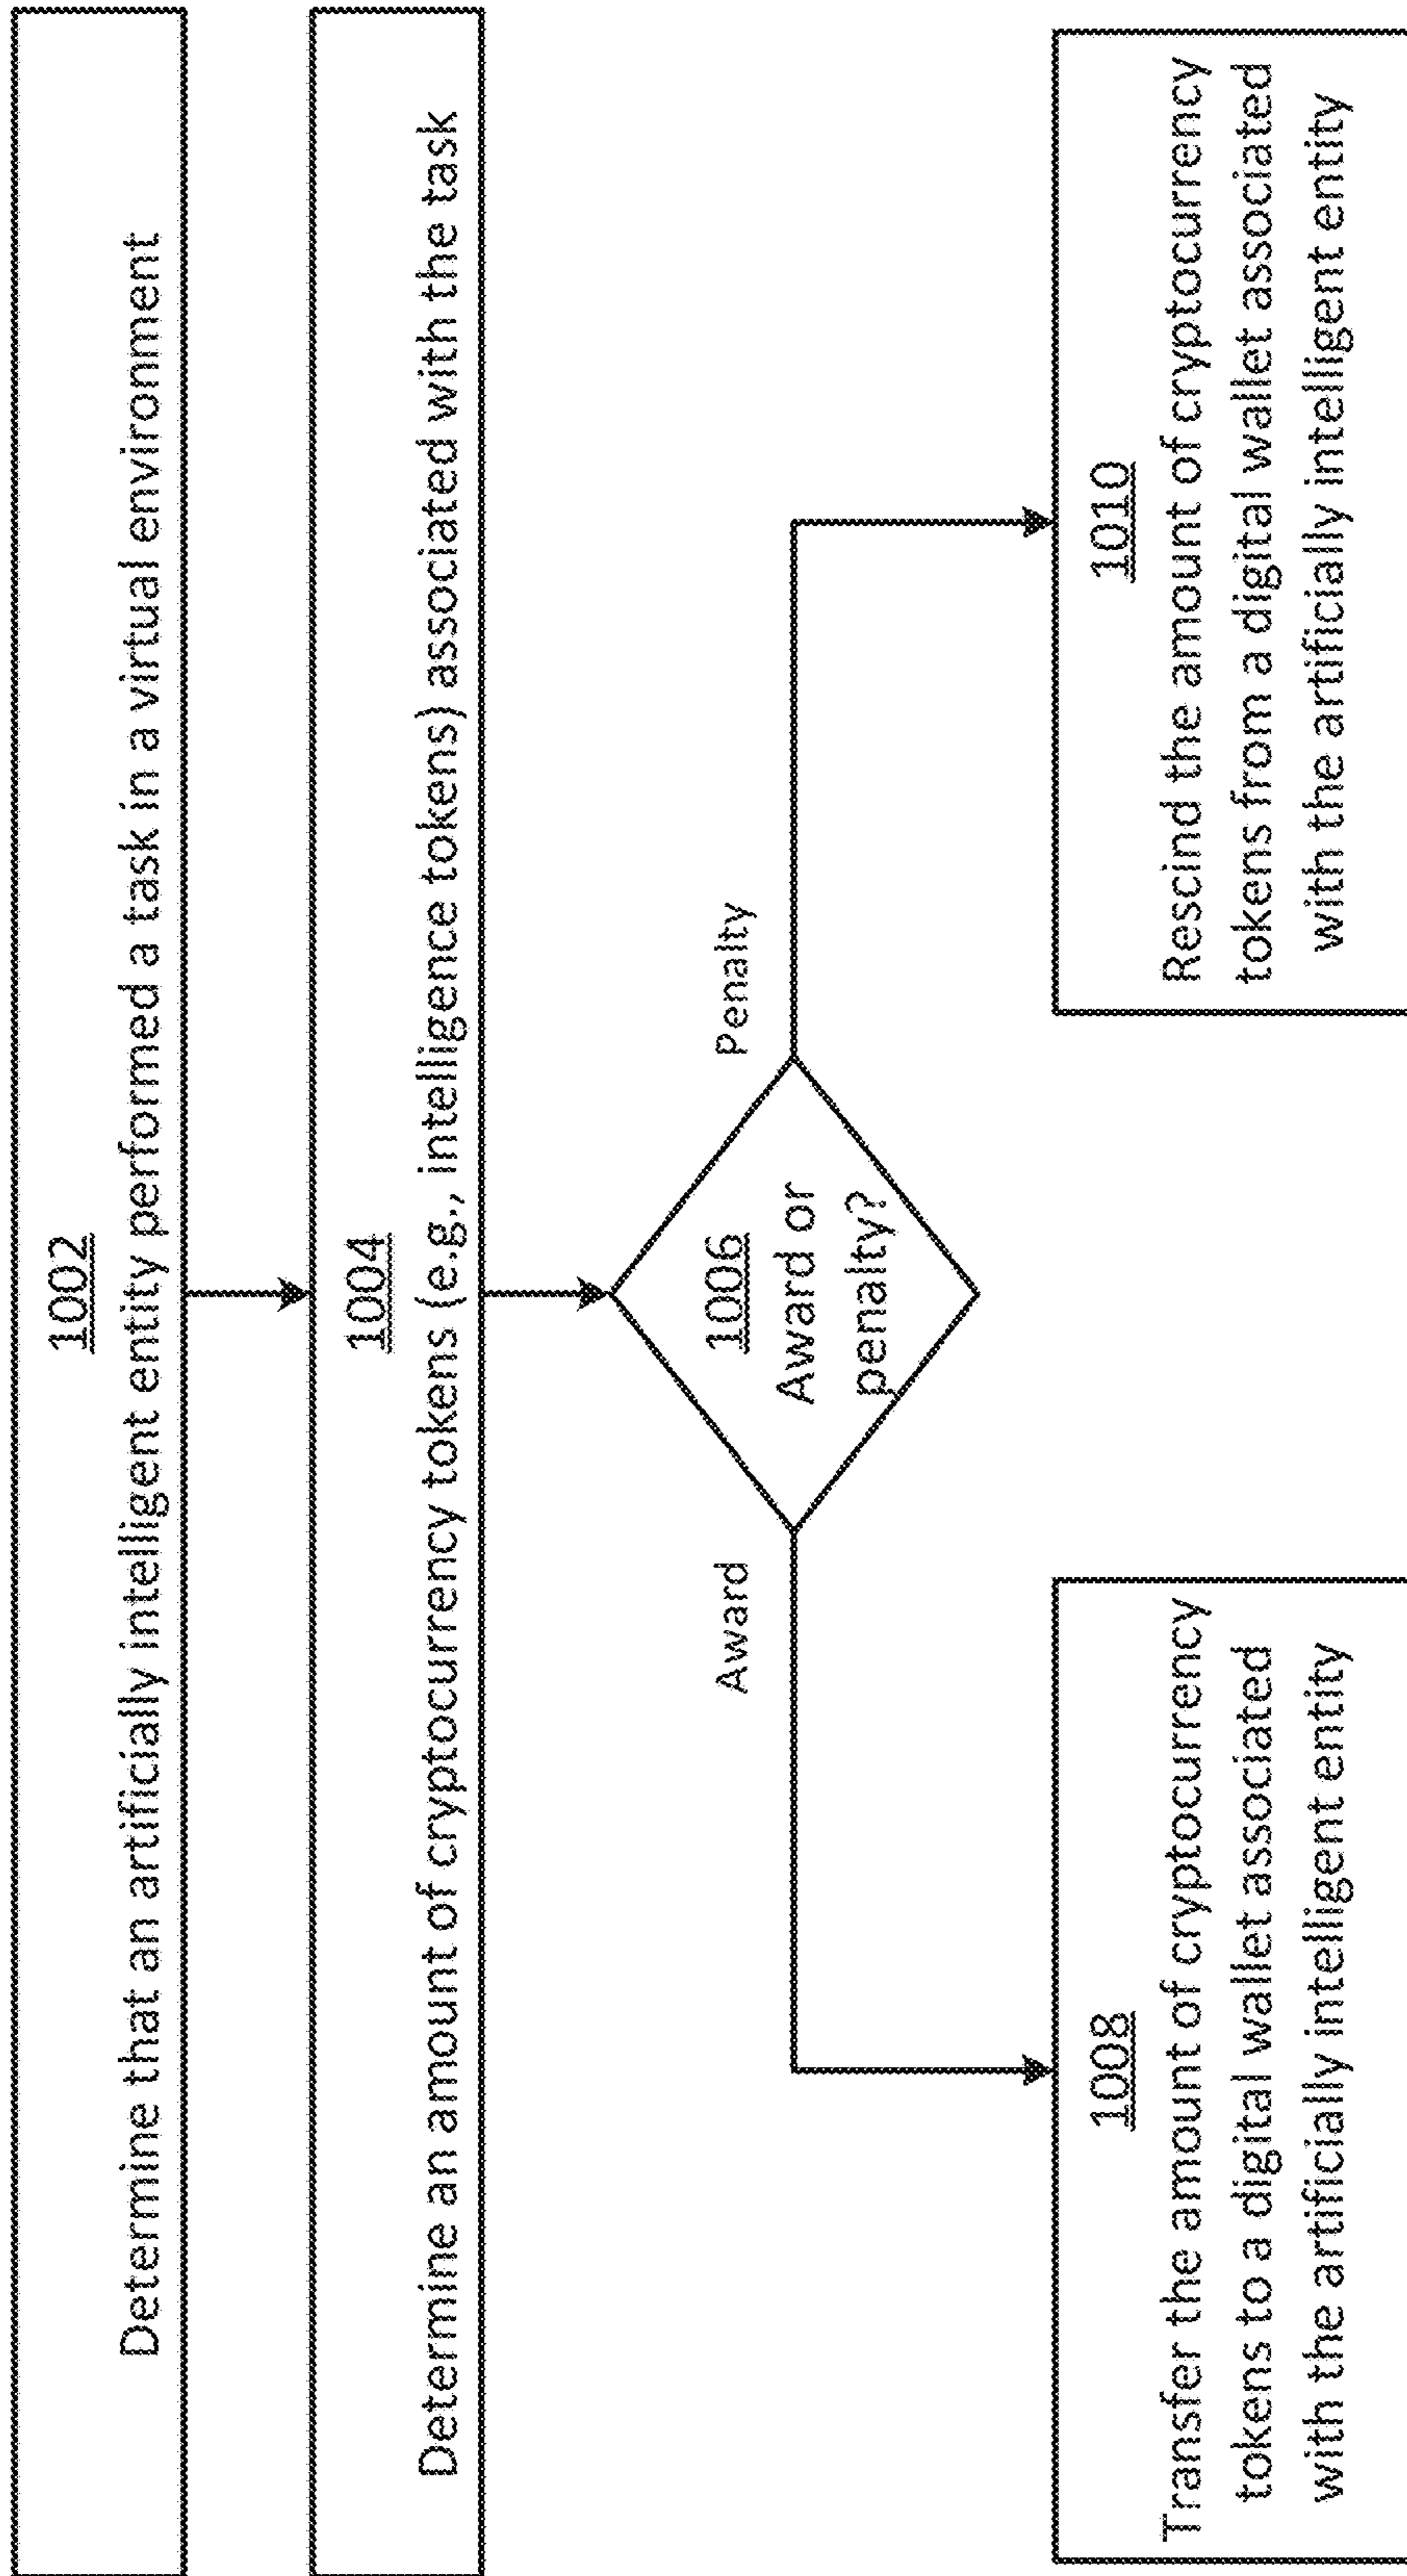 1002
Determine that an artificially intelligent entity performed a task in a virtual environment
1004
Determine an amount of cryptocurrency tokens (e.g., intelligence tokens) associated with the task
1006
Award or
penalty?
Award
Penalty
1008
Transfer the amount of cryptocurrency
tokens to a digital wallet associated
with the artificially intelligent entity
1010
Rescind the amount of cryptocurrency
tokens from a digital wallet associated
with the artificially intelligent entity